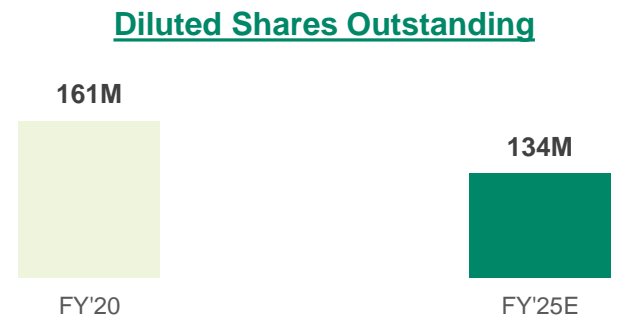 Diluted Shares Outstanding
161M
134M
FY'20
FY'25E